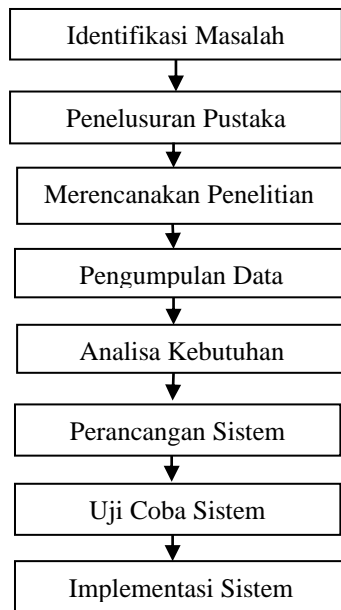 Identifikasi Masalah
Penelusuran Pustaka
Merencanakan Penelitian
Pengumpulan Data
Analisa Kebutuhan
Perancangan Sistem
Uji Coba Sistem
Implementasi Sistem